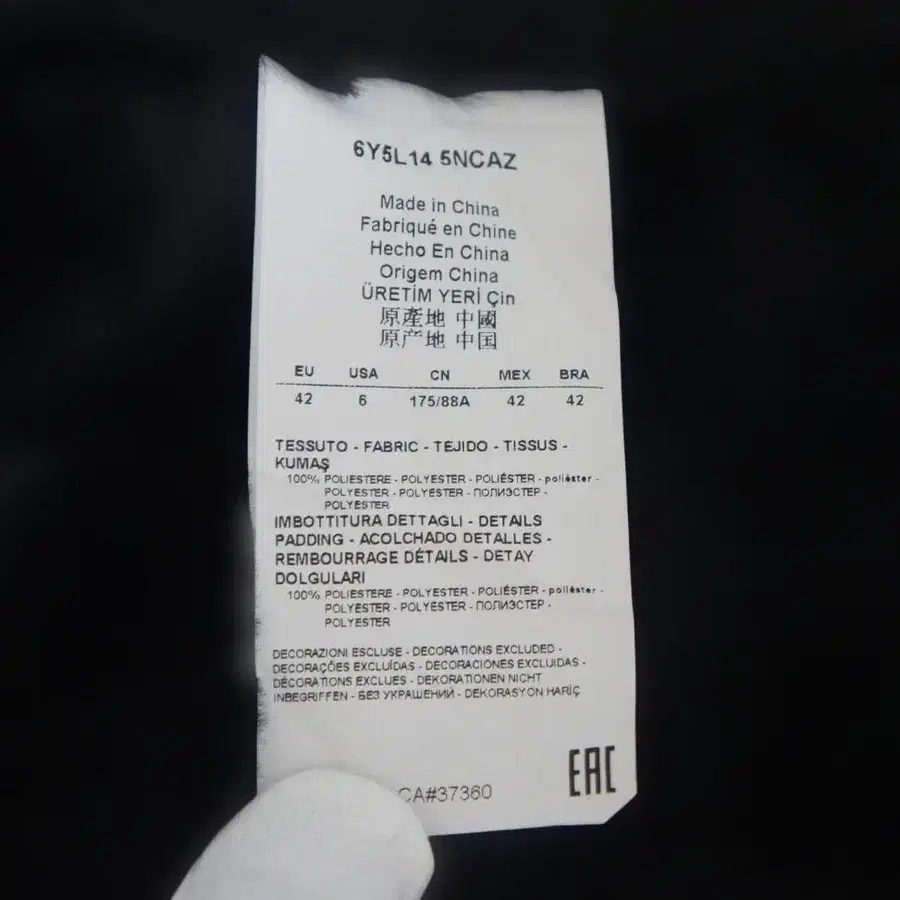 6Y5L14 5NCAZ
Made in China
Fabriqué en Chine
Hecho En China
Origem China
ÜRETİM YERİ Çin
原產地 中國
原产地 中国
EU USA CN MEX BRA
42 6 175/88A 42 42
TESSUTO - FABRIC - TEJIDO - TISSUS -
KUMAŞ
100% POLIESTERE - POLYESTER - POLIÉSTER - poliéster -
POLYESTER - POLYESTER - ПОЛИЭСТЕР -
POLYESTER
IMBOTTITURA DETTAGLI - DETAILS
PADDING - ACOLCHADO DETALLES -
REMBOURRAGE DÉTAILS - DETAY
DOLGULARI
100% POLIESTERE - POLYESTER - POLIÉSTER - poliéster -
POLYESTER - POLYESTER - ПОЛИЭСТЕР -
POLYESTER
DECORAZIONI ESCLUSE - DECORATIONS EXCLUDED -
DECORAÇÕES EXCLUÍDAS - DECORACIONES EXCLUIDAS -
DÉCORATIONS EXCLUES - DEKORATIONEN NICHT
INBEGRIFFEN - БЕЗ УКРАШЕНИЙ - DEKORASYON HARİÇ
CA#37360
EAC